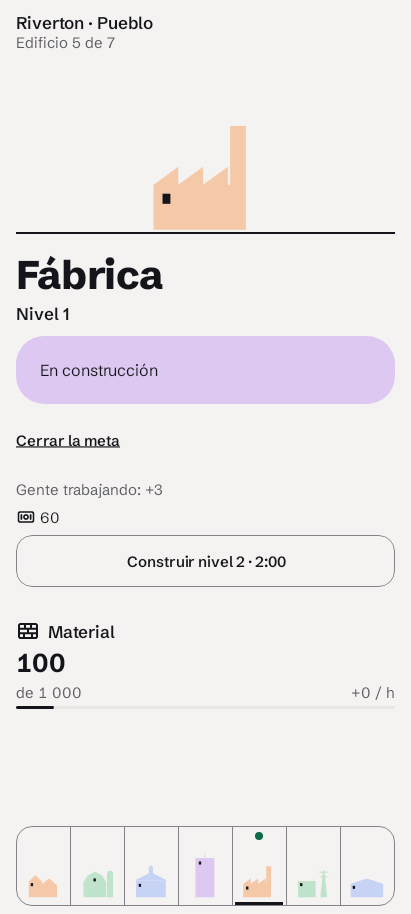 Riverton · Pueblo
Edificio 5 de 7
Fábrica
Nivel 1
En construcción
Cerrar la meta
Gente trabajando: +3
60
Construir nivel 2 · 2:00
Material
100
de 1 000
+0 / h